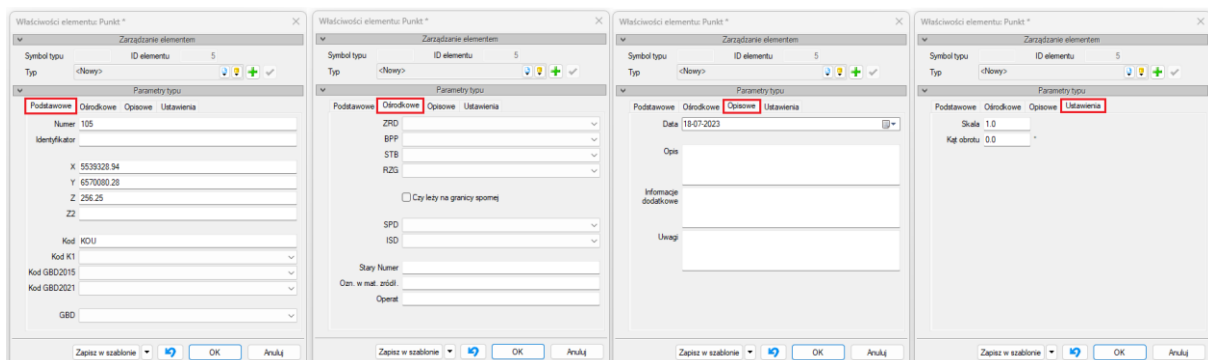 Właściwości elementu: Punkt *
Zarządzanie elementem
Symbol typu ID elementu 5
Typ <Nowy>
Parametry typu
Podstawowe Ośrodkowe Opisowe Ustawienia
Numer 105
Identyfikator
X 5539328.94
Y 6570080.28
Z 256.25
Z2
Kod KOU
Kod K1
Kod GBD2015
Kod GBD2021
GBD
Zapisz w szablonie OK Anuluj
Właściwości elementu: Punkt *
Zarządzanie elementem
Symbol typu ID elementu 5
Typ <Nowy>
Parametry typu
Podstawowe Ośrodkowe Opisowe Ustawienia
ZRD
BPP
STB
RZG
Czy leży na granicy spornej
SPD
ISD
Stary Numer
Ozn. w mat. źródł.
Operat
Zapisz w szablonie OK Anuluj
Właściwości elementu: Punkt *
Zarządzanie elementem
Symbol typu ID elementu 5
Typ <Nowy>
Parametry typu
Podstawowe Ośrodkowe Opisowe Ustawienia
Data 18-07-2023
Opis
Informacje
dodatkowe
Uwagi
Zapisz w szablonie OK Anuluj
Właściwości elementu: Punkt *
Zarządzanie elementem
Symbol typu ID elementu 5
Typ <Nowy>
Parametry typu
Podstawowe Ośrodkowe Opisowe Ustawienia
Skala 1.0
Kąt obrotu 0.0 °
Zapisz w szablonie OK Anuluj